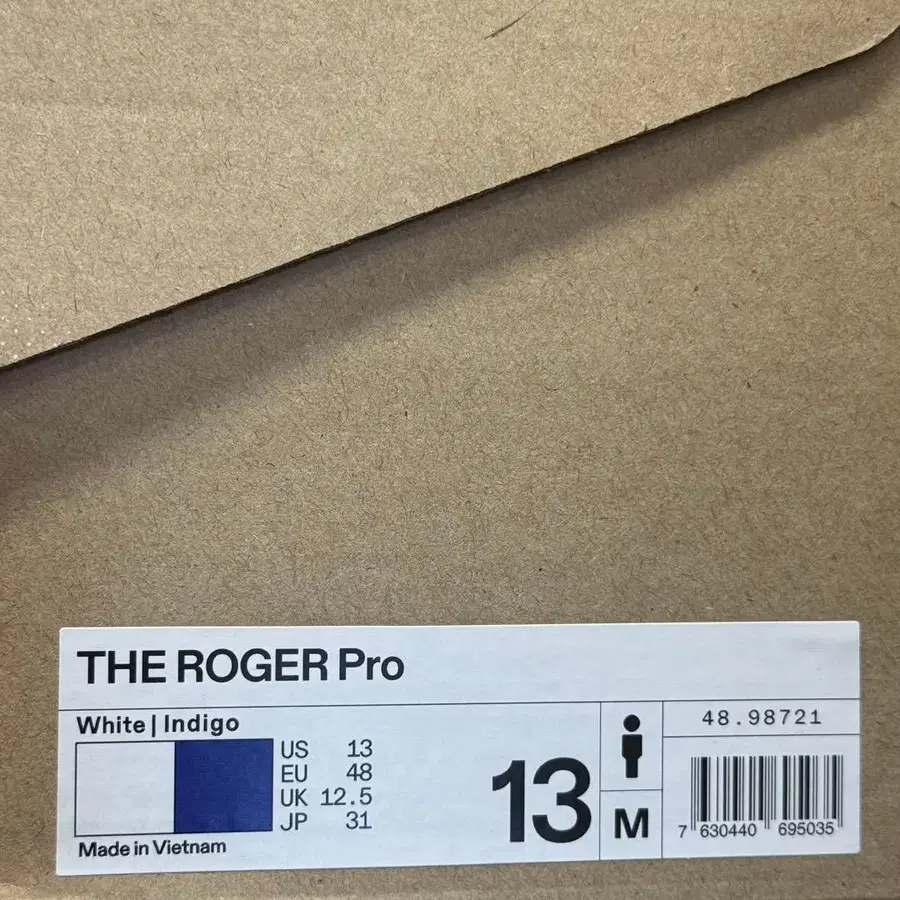 THE ROGER Pro
White | Indigo
US 13
EU 48
UK 12.5
JP 31
Made in Vietnam
13
M
48.98721
7 630440 695035